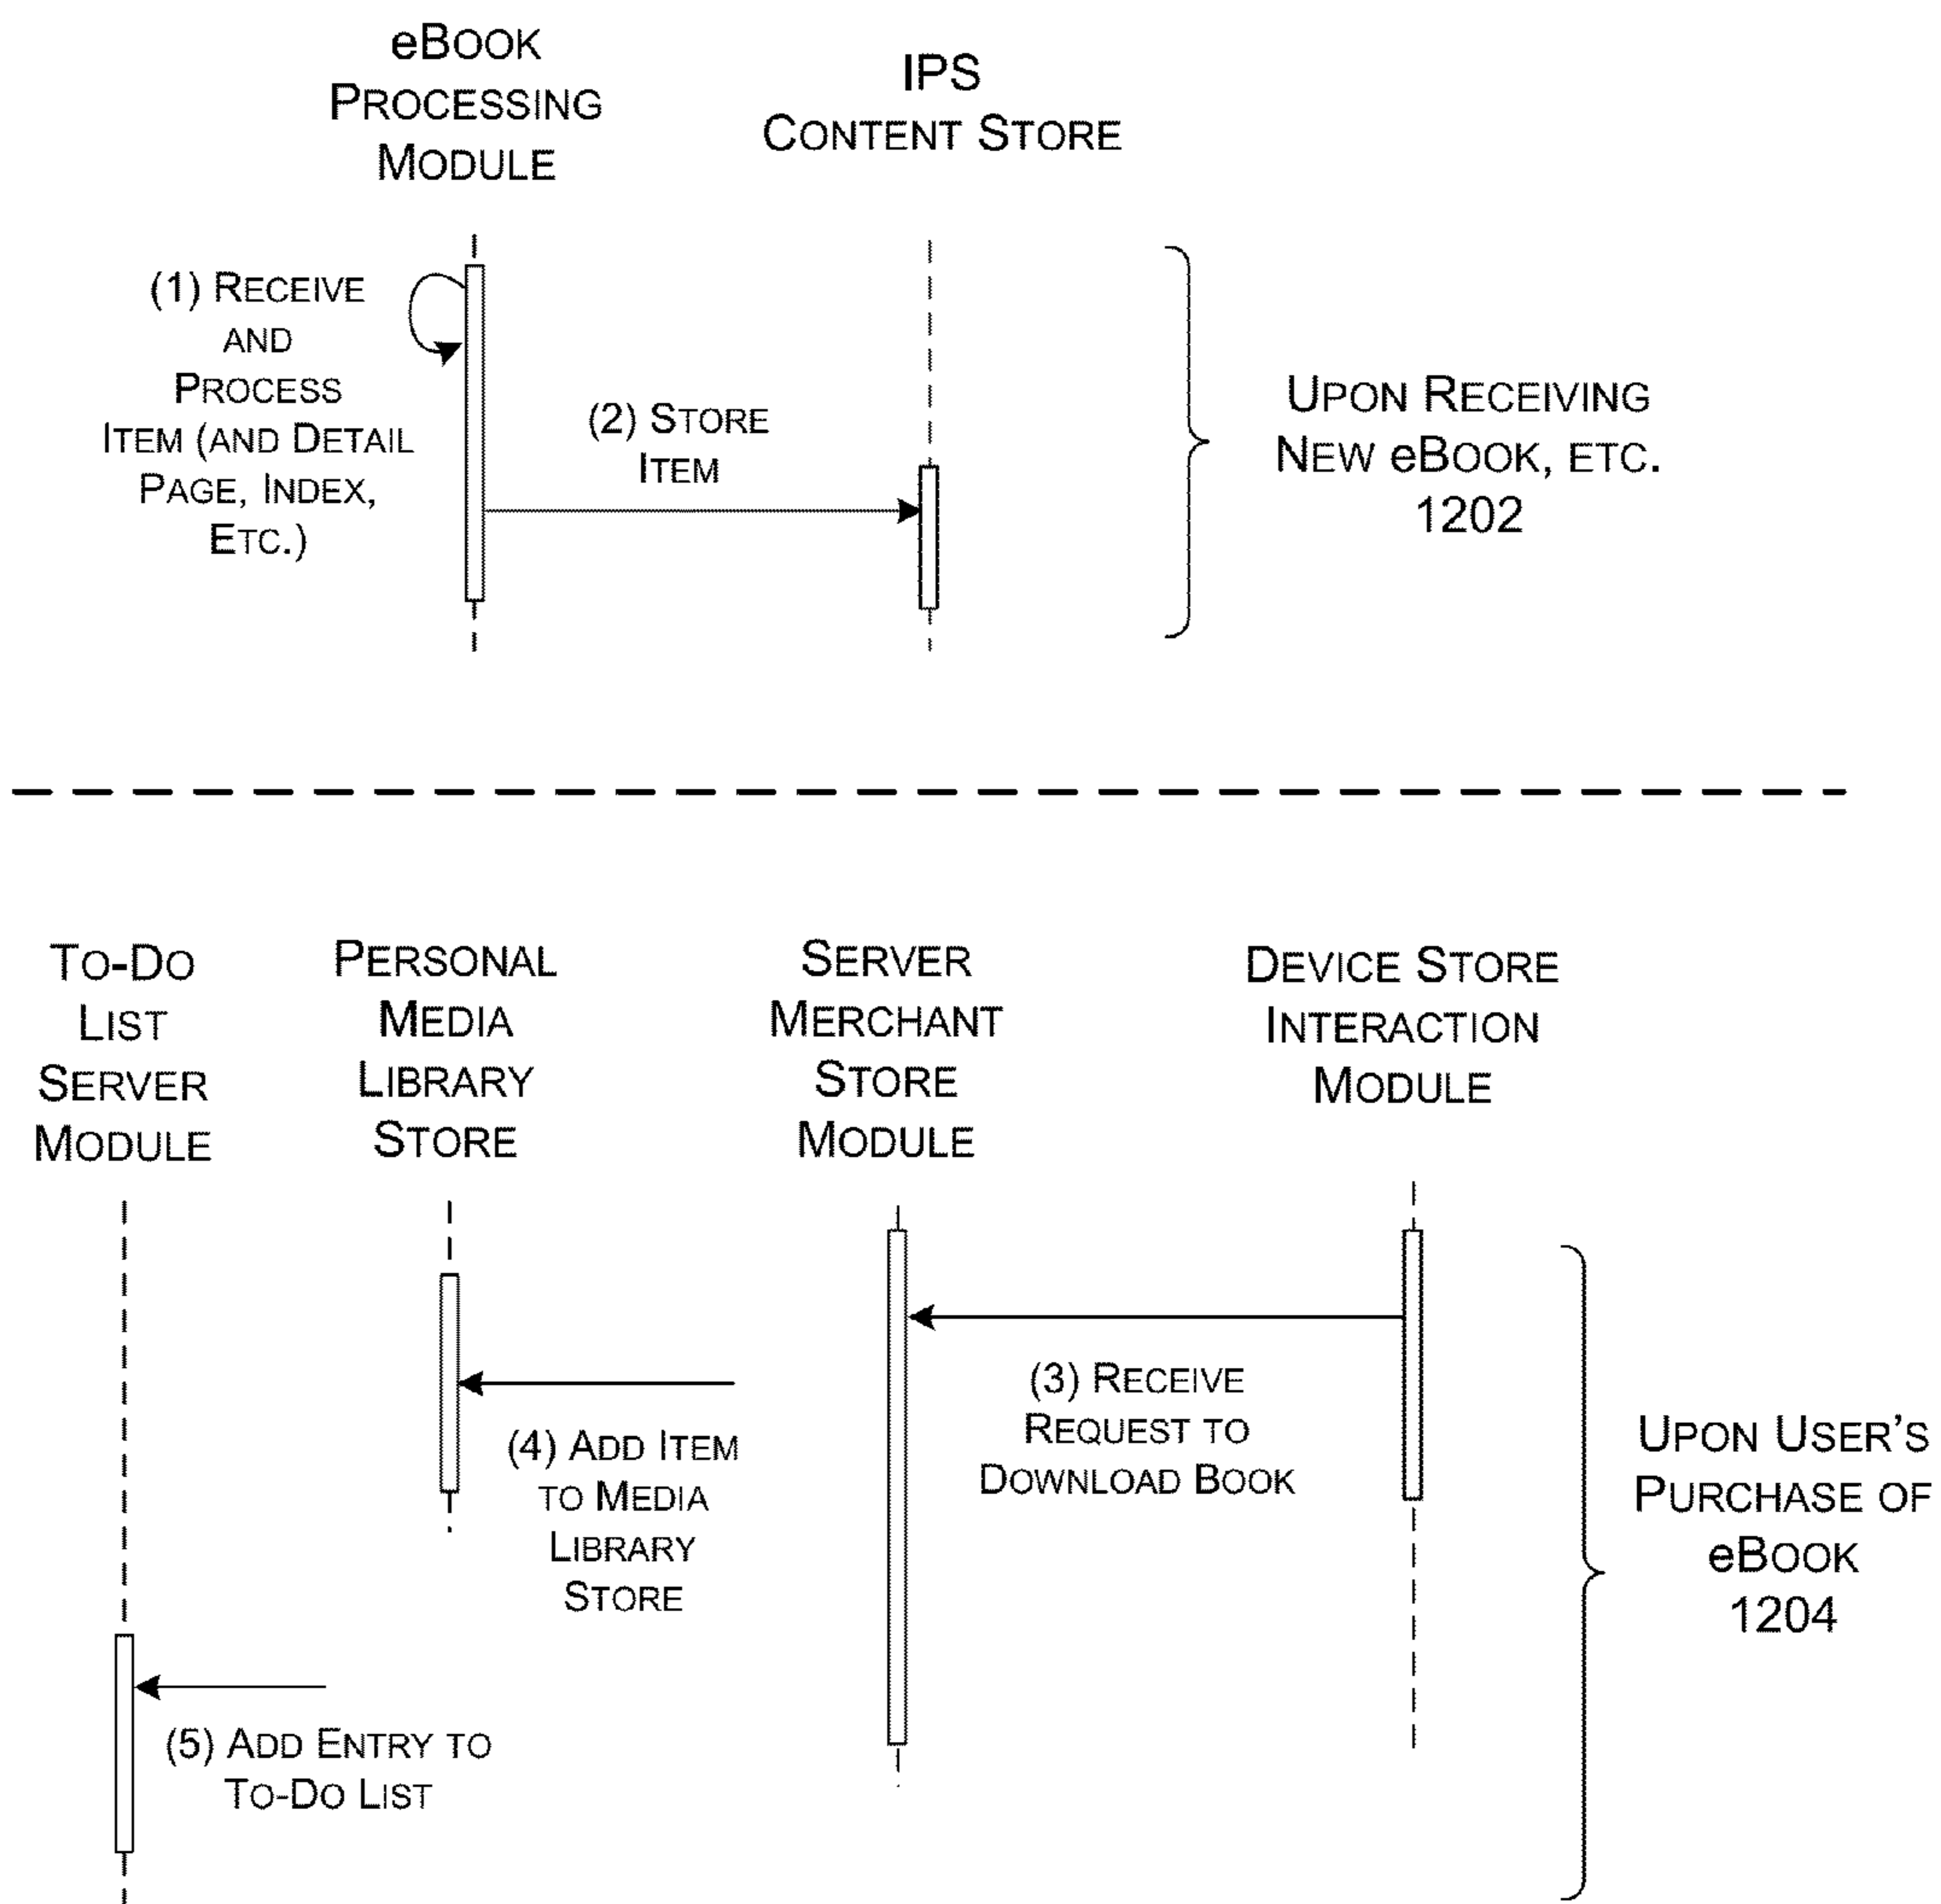 eBOOK
PROCESSING
MODULE
IPS
CONTENT STORE
(1) RECEIVE
AND
PROCESS
ITEM (AND DETAIL
PAGE, INDEX,
ETC.)
(2) STORE
ITEM
UPON RECEIVING
NEW eBOOK, ETC.
1202
TO-DO
LIST
SERVER
MODULE
PERSONAL
MEDIA
LIBRARY
STORE
SERVER
MERCHANT
STORE
MODULE
DEVICE STORE
INTERACTION
MODULE
(3) RECEIVE
REQUEST TO
DOWNLOAD BOOK
(4) ADD ITEM
TO MEDIA
LIBRARY
STORE
(5) ADD ENTRY TO
TO-DO LIST
UPON USER'S
PURCHASE OF
eBOOK
1204